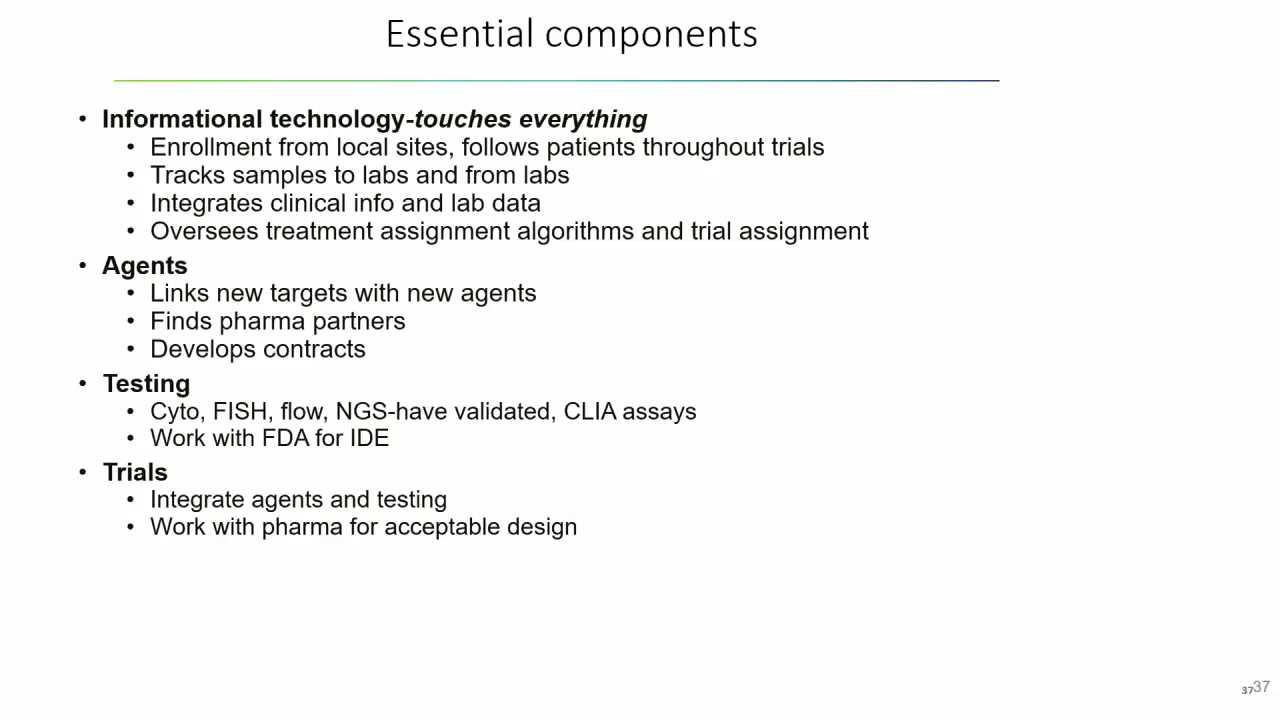 Essential components
• Informational technology-touches everything
• Enrollment from local sites, follows patients throughout trials
• Tracks samples to labs and from labs
• Integrates clinical info and lab data
• Oversees treatment assignment algorithms and trial assignment
• Agents
• Links new targets with new agents
• Finds pharma partners
• Develops contracts
• Testing
• Cyto, FISH, flow, NGS-have validated, CLIA assays
• Work with FDA for IDE
• Trials
• Integrate agents and testing
• Work with pharma for acceptable design
37 37